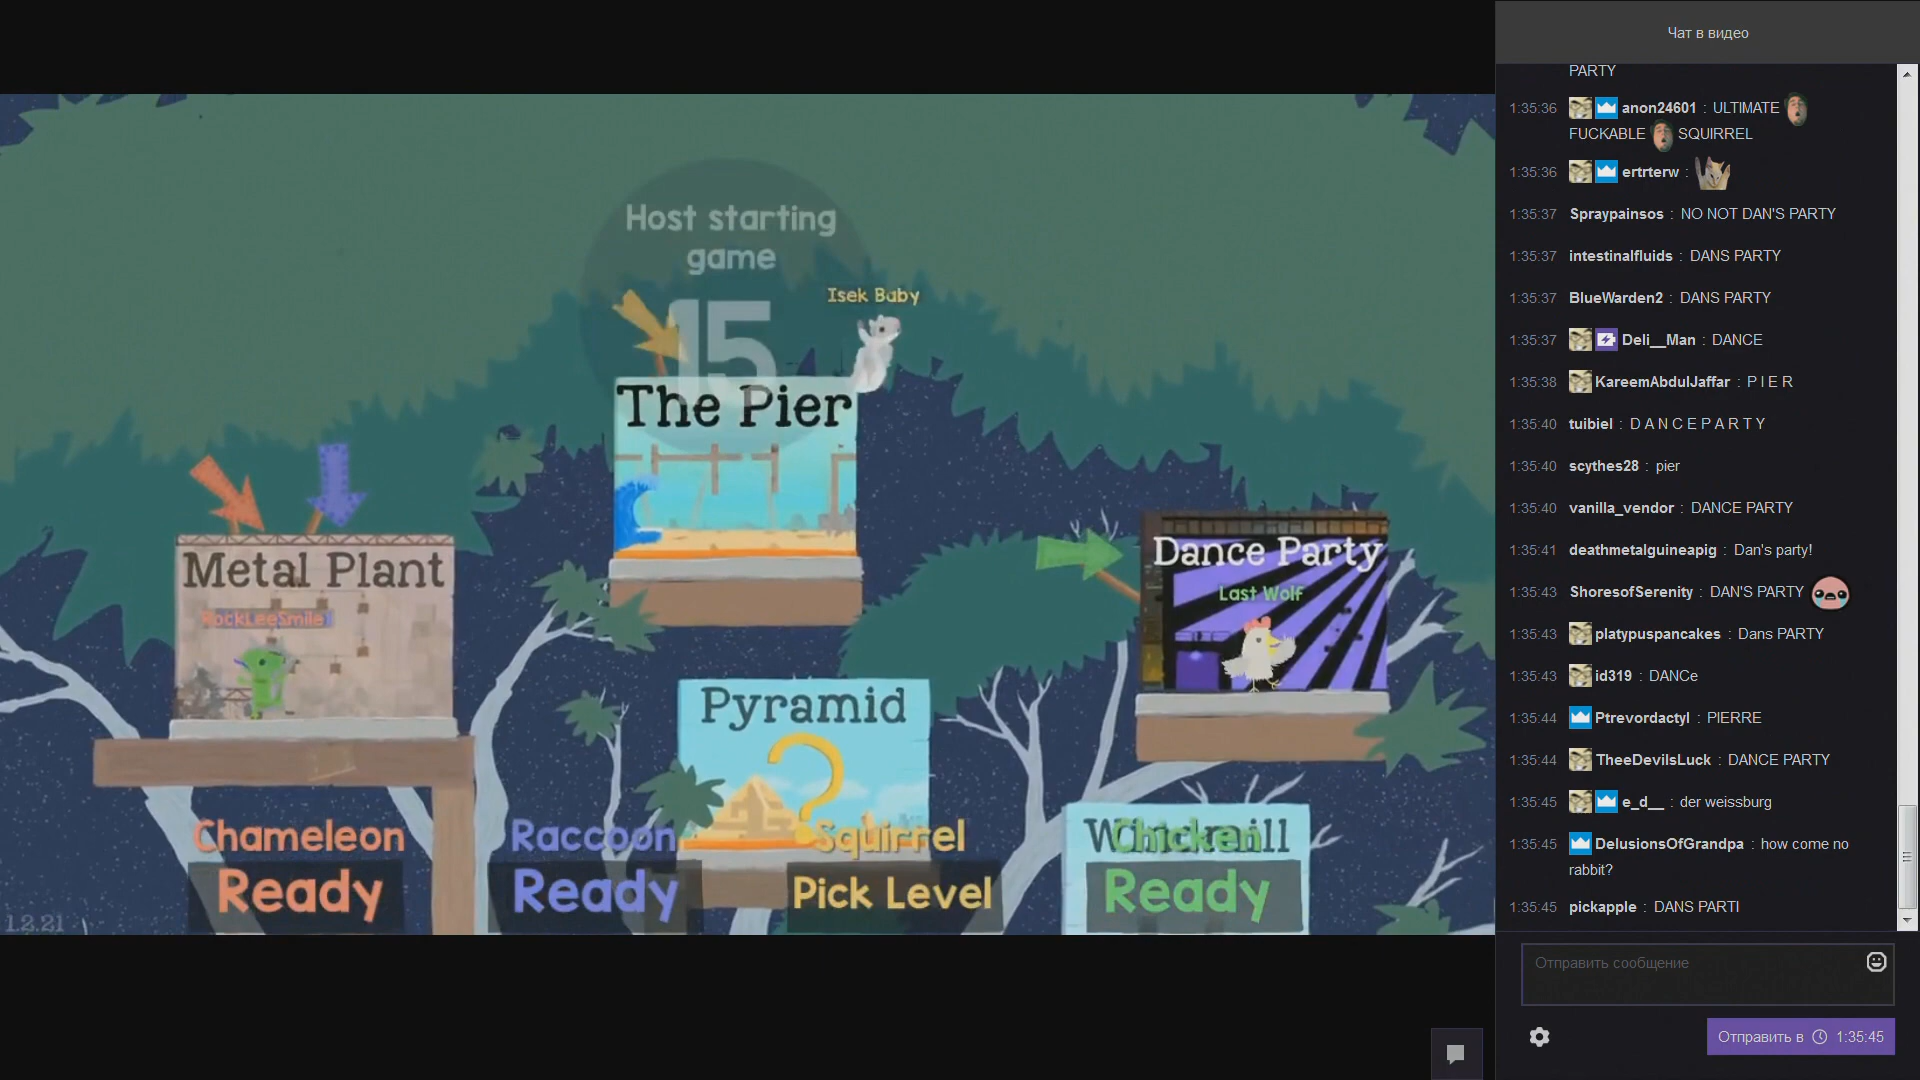 Host starting
game
15
Isek Baby
The Pier
Metal Plant
RockLeeSmile
Dance Party
Last Wolf
Pyramid
?
Chameleon
Ready
Raccoon
Ready
Squirrel
Pick Level
Chicken
Ready
1.2.21
Чат в видео
PARTY
1:35:36 anon24601 : ULTIMATE
FUCKABLE SQUIRREL
1:35:36 ertrterw :
1:35:37 Spraypainsos : NO NOT DAN'S PARTY
1:35:37 intestinalfluids : DANS PARTY
1:35:37 BlueWarden2 : DANS PARTY
1:35:37 Deli__Man : DANCE
1:35:38 KareemAbdulJaffar : P I E R
1:35:40 tuibiel : D A N C E P A R T Y
1:35:40 scythes28 : pier
1:35:40 vanilla_vendor : DANCE PARTY
1:35:41 deathmetalguineapig : Dan's party!
1:35:43 ShoresofSerenity : DAN'S PARTY
1:35:43 platypuspancakes : Dans PARTY
1:35:43 id319 : DANCe
1:35:44 Ptrevordactyl : PIERRE
1:35:44 TheeDevilsLuck : DANCE PARTY
1:35:45 e_d__ : der weissburg
1:35:45 DelusionsOfGrandpa : how come no
rabbit?
1:35:45 pickapple : DANS PARTI
Отправить сообщение
Отправить в 1:35:45